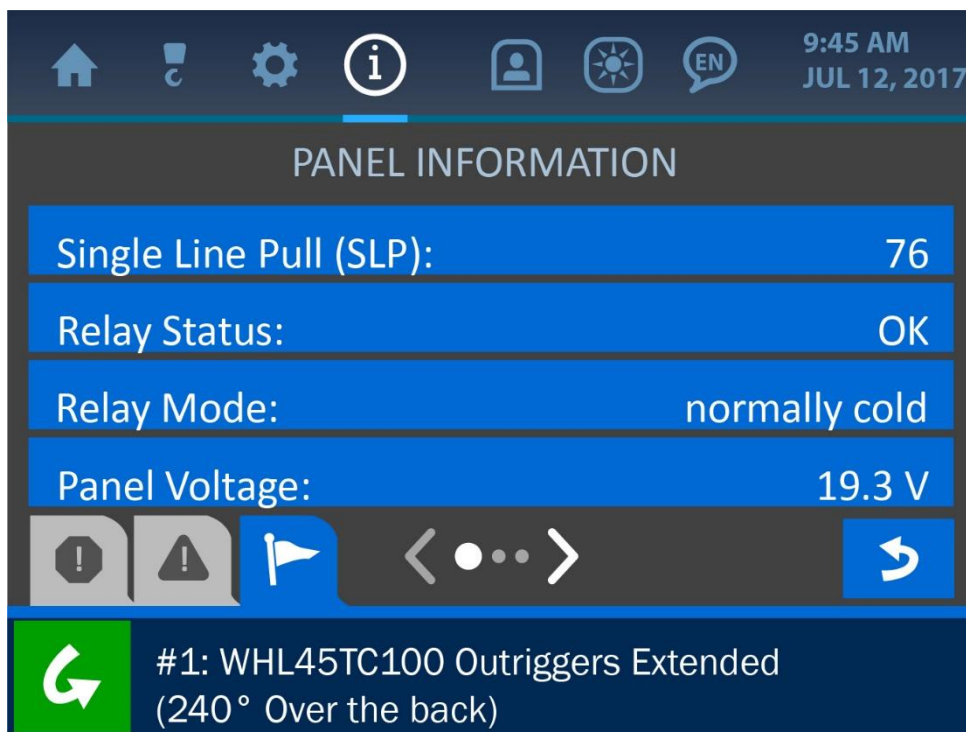 EN
9:45 AM
JUL 12, 2017
PANEL INFORMATION
Single Line Pull (SLP): 76
Relay Status: OK
Relay Mode: normally cold
Panel Voltage: 19.3 V
#1: WHL45TC100 Outriggers Extended
(240° Over the back)